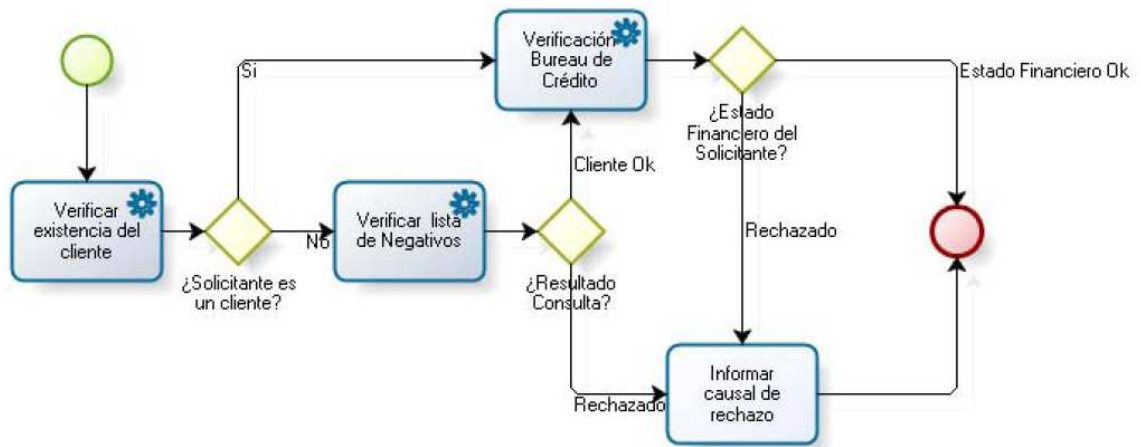 Verificación
Bureau de
Crédito
Si
Estado Financiero Ok
¿Estado
Financiero del
Solicitante?
Cliente Ok
Verificar
existencia del
cliente
No
Verificar lista
de Negativos
¿Solicitante es
un cliente?
¿Resultado
Consulta?
Rechazado
Informar
causal de
rechazo
Rechazado